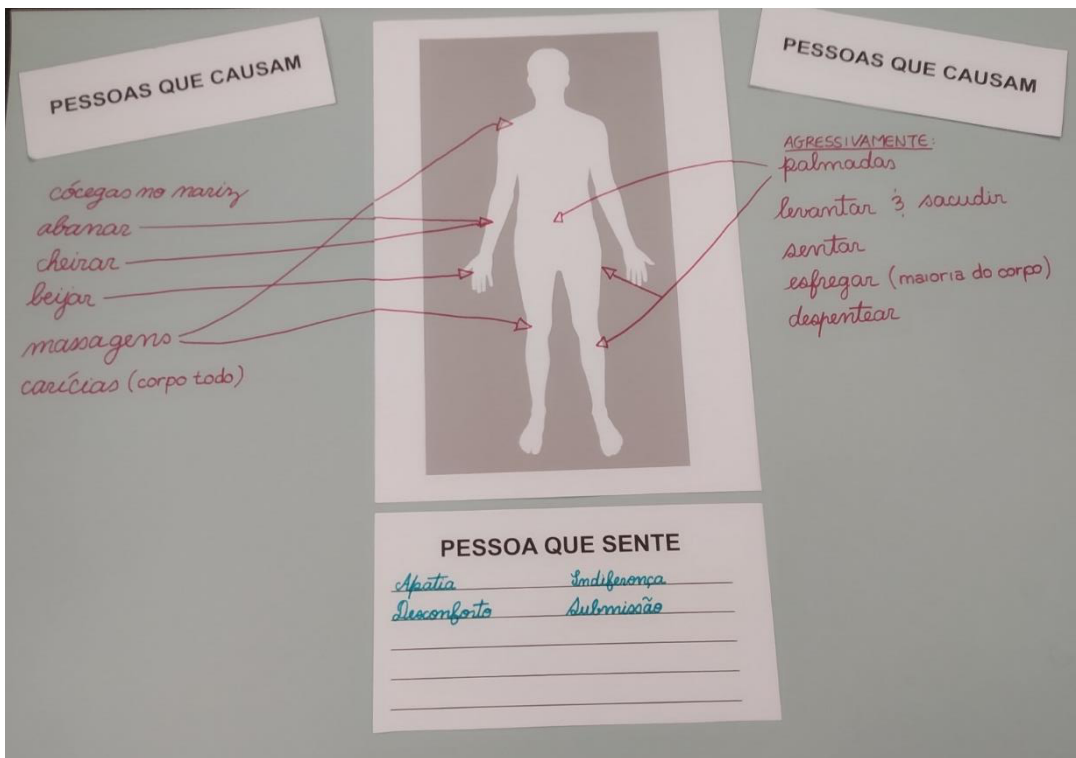 PESSOAS QUE CAUSAM
cócegas no nariz
abanar
cheirar
beijar
massagens
carícias (corpo todo)
PESSOAS QUE CAUSAM
AGRESSIVAMENTE:
palmadas
levantar & sacudir
sentar
esfregar (maioria do corpo)
despentear
PESSOA QUE SENTE
Apatia Indiferença
Desconforto Submissão